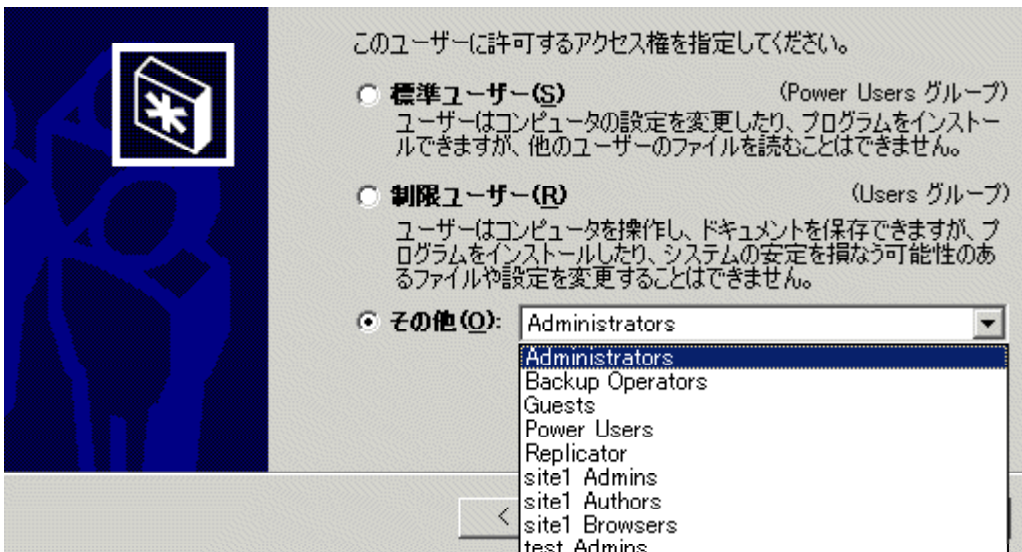 このユーザーに許可するアクセス権を指定してください。
標準ユーザー(S) (Power Users グループ)
ユーザーはコンピュータの設定を変更したり、プログラムをインストー
ルできますが、他のユーザーのファイルを読むことはできません。
制限ユーザー(R) (Users グループ)
ユーザーはコンピュータを操作し、ドキュメントを保存できますが、プ
ログラムをインストールしたり、システムの安定を損なう可能性のあ
るファイルや設定を変更することはできません。
その他(O): Administrators
Administrators
Backup Operators
Guests
Power Users
Replicator
site1 Admins
site1 Authors
<
site1 Browsers
test Admins